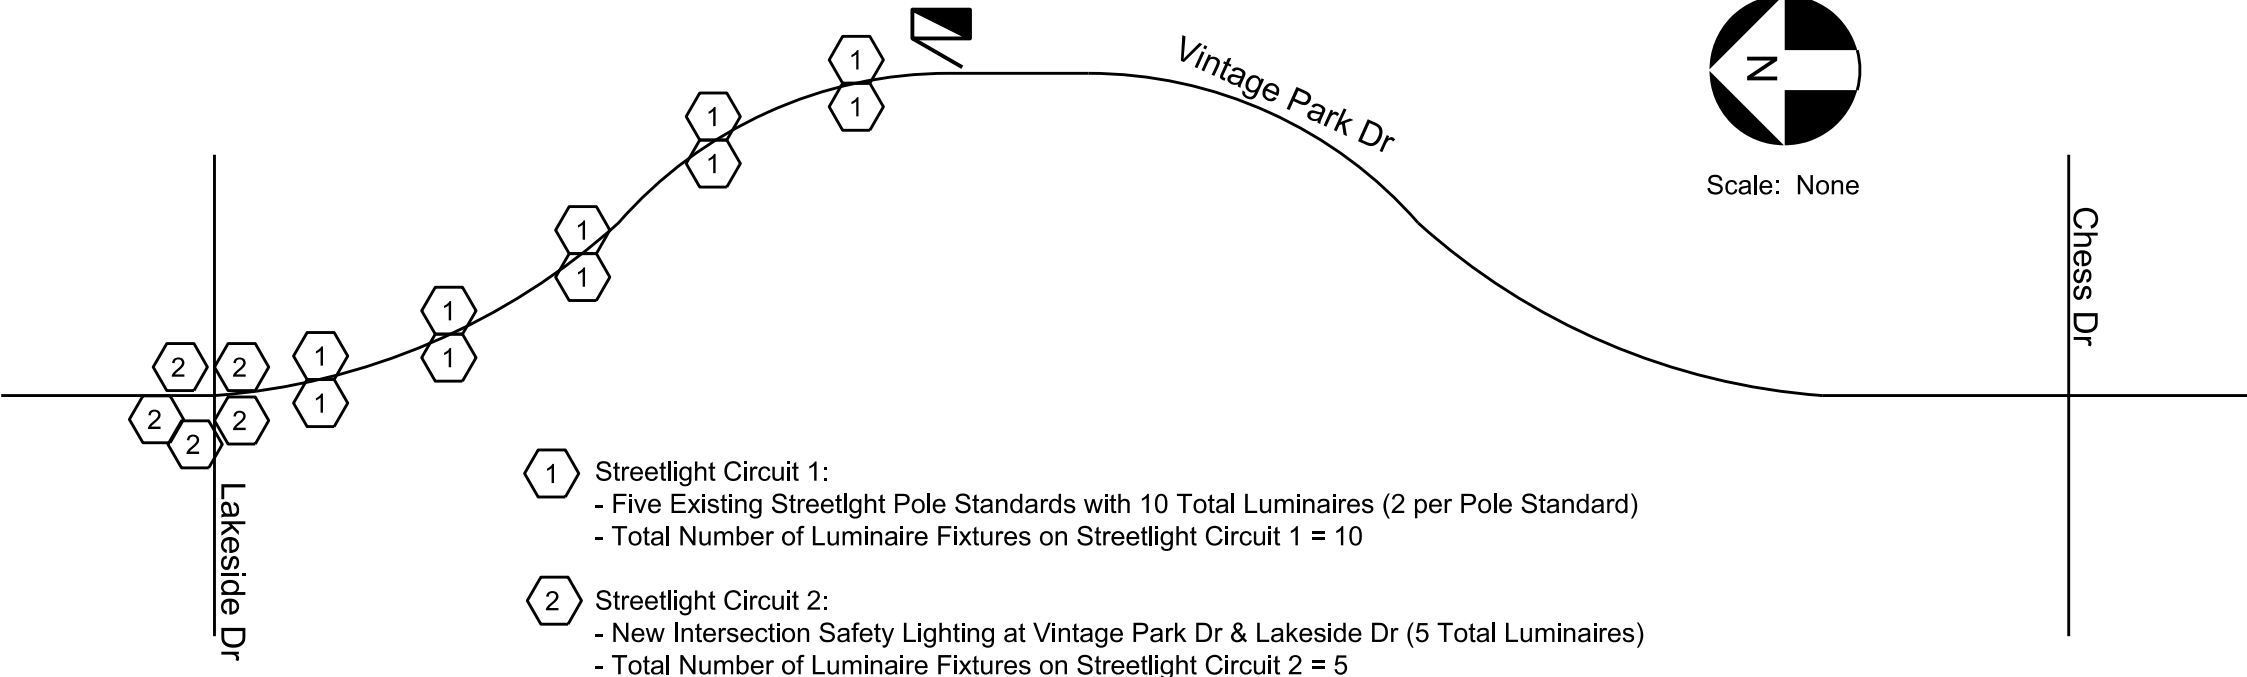 1
1
1
1
1
1
1
1
1
1
2
2
2
2
2
Vintage Park Dr
N
Scale: None
Chess Dr
Lakeside Dr
1 Streetlight Circuit 1:
- Five Existing Streetlght Pole Standards with 10 Total Luminaires (2 per Pole Standard)
- Total Number of Luminaire Fixtures on Streetlight Circuit 1 = 10
2 Streetlight Circuit 2:
- New Intersection Safety Lighting at Vintage Park Dr & Lakeside Dr (5 Total Luminaires)
- Total Number of Luminaire Fixtures on Streetlight Circuit 2 = 5